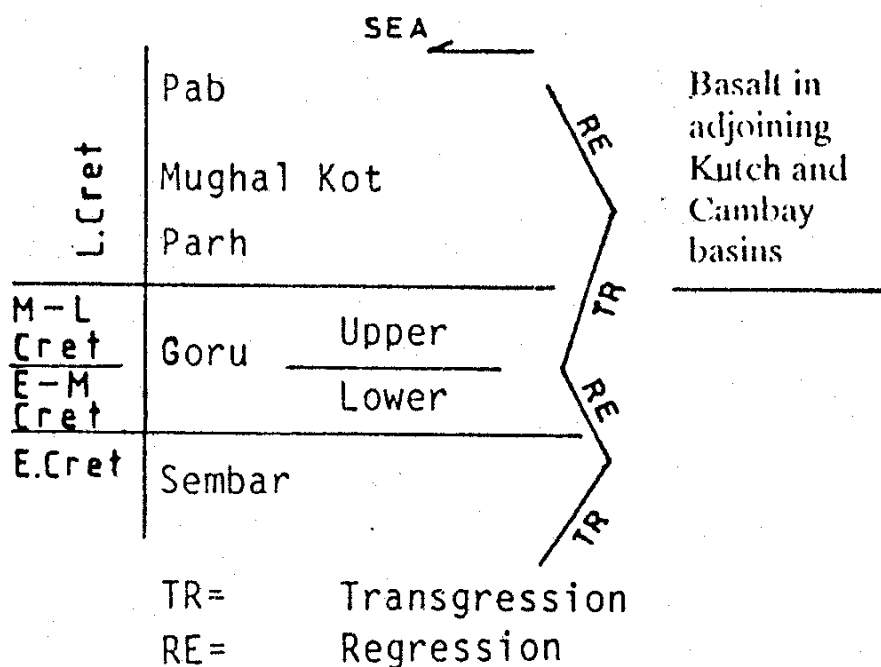 SEA
Pab
Mughal Kot
Parh
L.Cret
RE
Basalt in
adjoining
Kutch and
Cambay
basins
TR
M-L
Cret
Goru
Upper
E-M
Cret
Lower
RE
E.Cret
Sembar
TR
TR= Transgression
RE= Regression